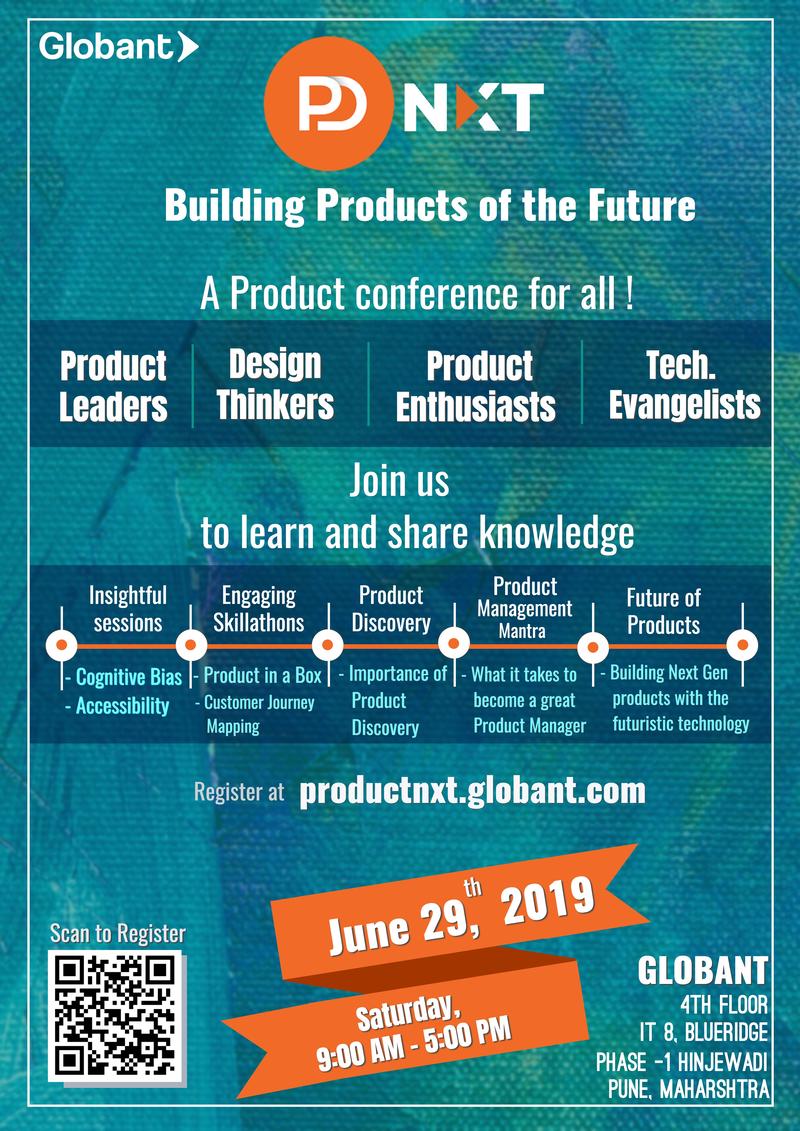 Globant
PD NXT
Building Products of the Future
A Product conference for all !
Product
Leaders
Design
Thinkers
Product
Enthusiasts
Tech.
Evangelists
Join us
to learn and share knowledge
Insightful
sessions
Engaging
Skillathons
Product
Discovery
Product
Management
Mantra
Future of
Products
- Cognitive Bias
- Accessibility
- Product in a Box
- Customer Journey
Mapping
- Importance of
Product
Discovery
- What it takes to
become a great
Product Manager
- Building Next Gen
products with the
futuristic technology
Register at productnxt.globant.com
June 29th, 2019
Saturday,
9:00 AM - 5:00 PM
Scan to Register
GLOBANT
4TH FLOOR
IT 8, BLUERIDGE
PHASE -1 HINJEWADI
PUNE, MAHARSHTRA